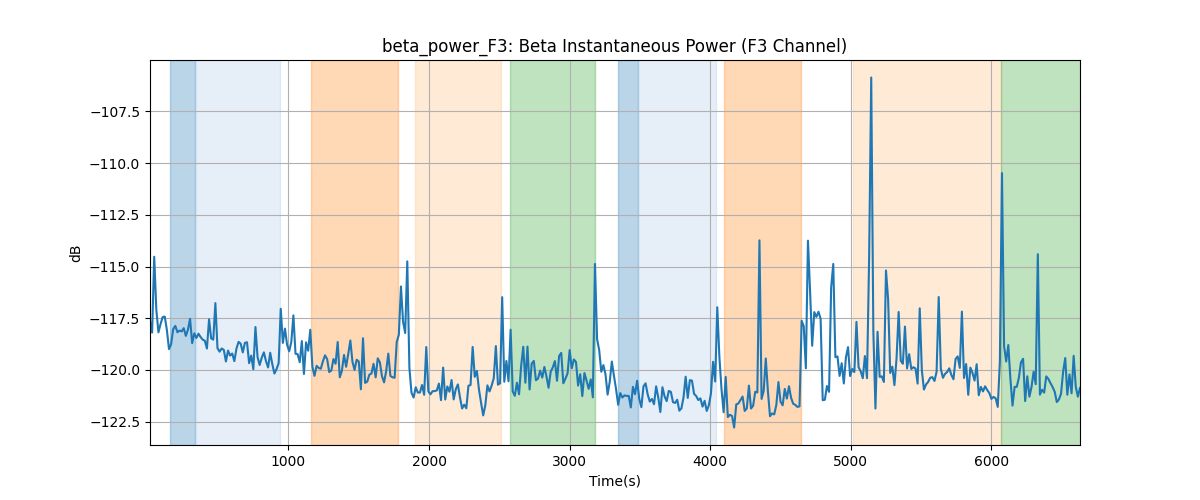 beta_power_F3: Beta Instantaneous Power (F3 Channel)
−107.5
−110.0
−112.5
−115.0
−117.5
−120.0
−122.5
dB
1000 2000 3000 4000 5000 6000
Time(s)